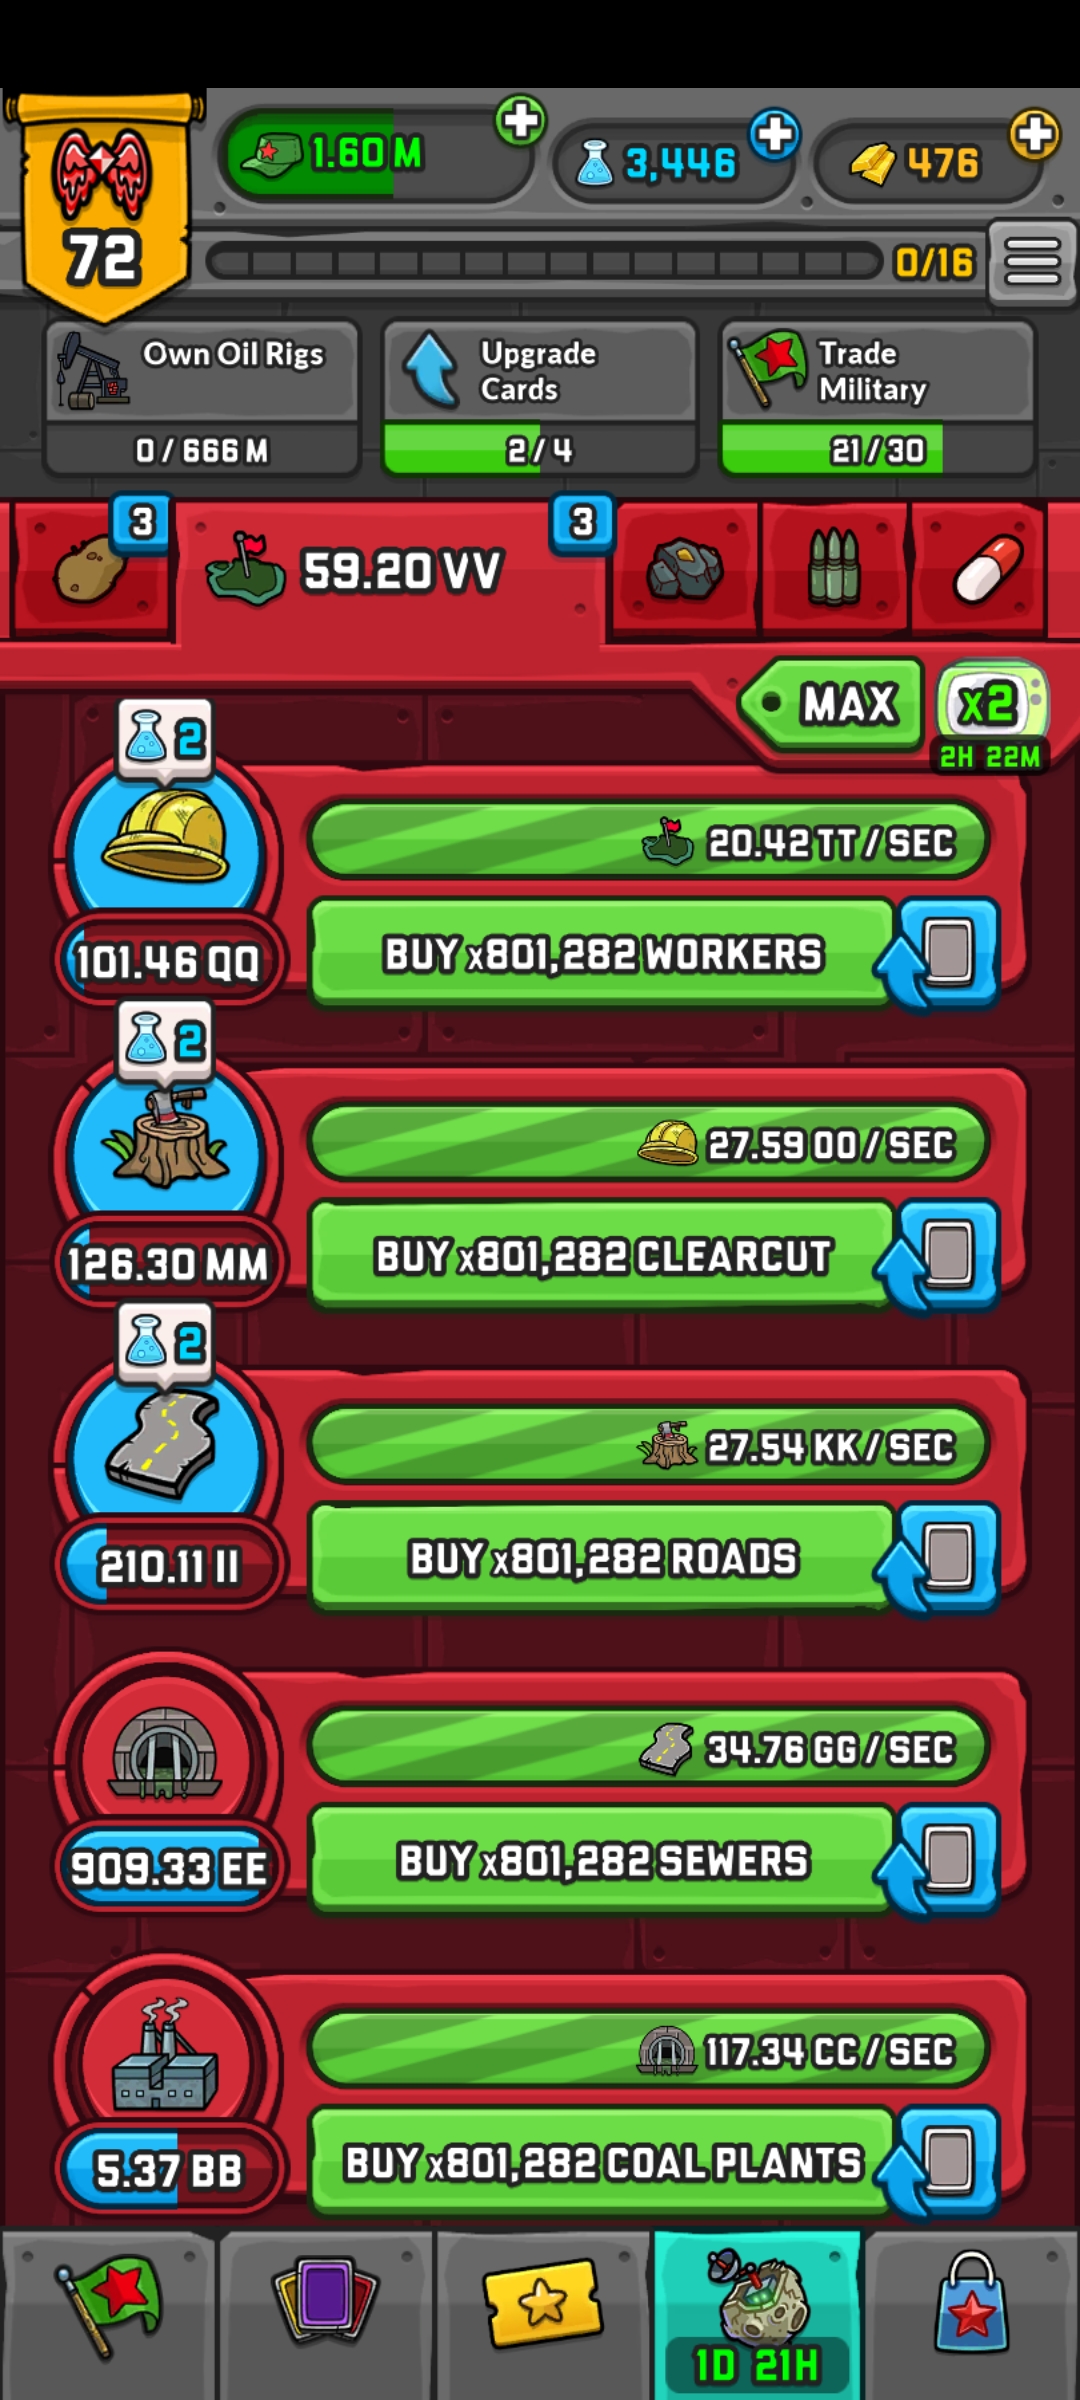 1.60 M
3,446
476
72
0/16
Own Oil Rigs
0 / 666 M
Upgrade
Cards
2 / 4
Trade
Military
21 / 30
3
59.20 VV
3
MAX
x2
2H 22M
2
20.42 TT / SEC
101.46 QQ
BUY x801,282 WORKERS
2
27.59 OO / SEC
126.30 MM
BUY x801,282 CLEARCUT
2
27.54 KK / SEC
210.11 II
BUY x801,282 ROADS
34.76 GG / SEC
909.33 EE
BUY x801,282 SEWERS
117.34 CC / SEC
5.37 BB
BUY x801,282 COAL PLANTS
1D 21H